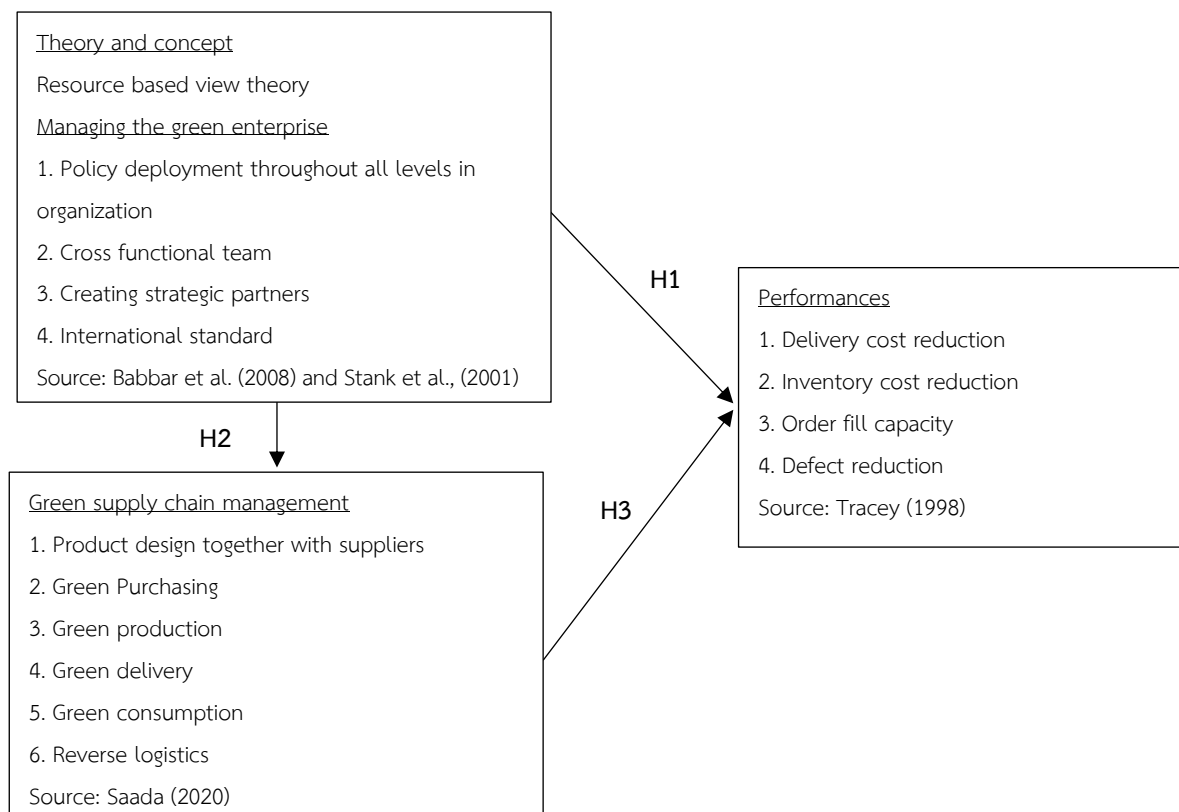 Theory and concept
Resource based view theory
Managing the green enterprise
1. Policy deployment throughout all levels in
organization
2. Cross functional team
3. Creating strategic partners
4. International standard
Source: Babbar et al. (2008) and Stank et al., (2001)
H1
Performances
1. Delivery cost reduction
2. Inventory cost reduction
3. Order fill capacity
4. Defect reduction
Source: Tracey (1998)
H2
Green supply chain management
1. Product design together with suppliers
2. Green Purchasing
3. Green production
4. Green delivery
5. Green consumption
6. Reverse logistics
Source: Saada (2020)
H3